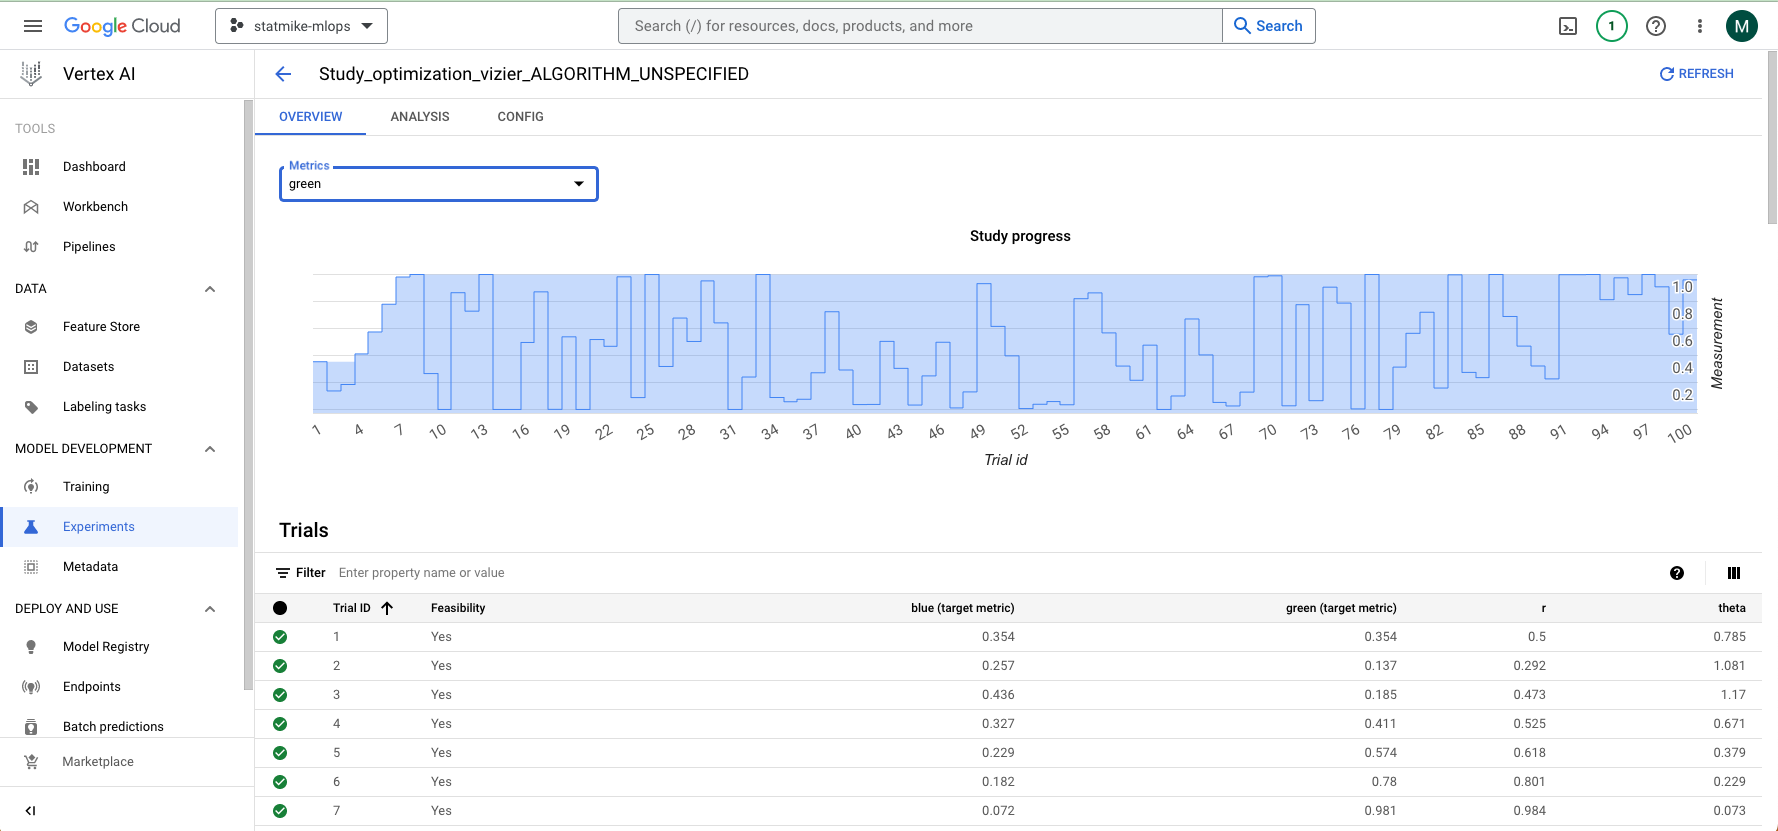 Google Cloud statmike-mlops Search (/) for resources, docs, products, and more Search 1 M
Vertex AI
Study_optimization_vizier_ALGORITHM_UNSPECIFIED REFRESH
OVERVIEW ANALYSIS CONFIG
TOOLS
Dashboard
Workbench
Pipelines
DATA
Feature Store
Datasets
Labeling tasks
MODEL DEVELOPMENT
Training
Experiments
Metadata
DEPLOY AND USE
Model Registry
Endpoints
Batch predictions
Marketplace
Metrics
green
Study progress
1.0
0.8
0.6
0.4
0.2
Measurement
1 4 7 10 13 16 19 22 25 28 31 34 37 40 43 46 49 52 55 58 61 64 67 70 73 76 79 82 85 88 91 94 97 100
Trial id
Trials
Filter Enter property name or value
Trial ID Feasibility blue (target metric) green (target metric) r theta
1 Yes 0.354 0.354 0.5 0.785
2 Yes 0.257 0.137 0.292 1.081
3 Yes 0.436 0.185 0.473 1.17
4 Yes 0.327 0.411 0.525 0.671
5 Yes 0.229 0.574 0.618 0.379
6 Yes 0.182 0.78 0.801 0.229
7 Yes 0.072 0.981 0.984 0.073